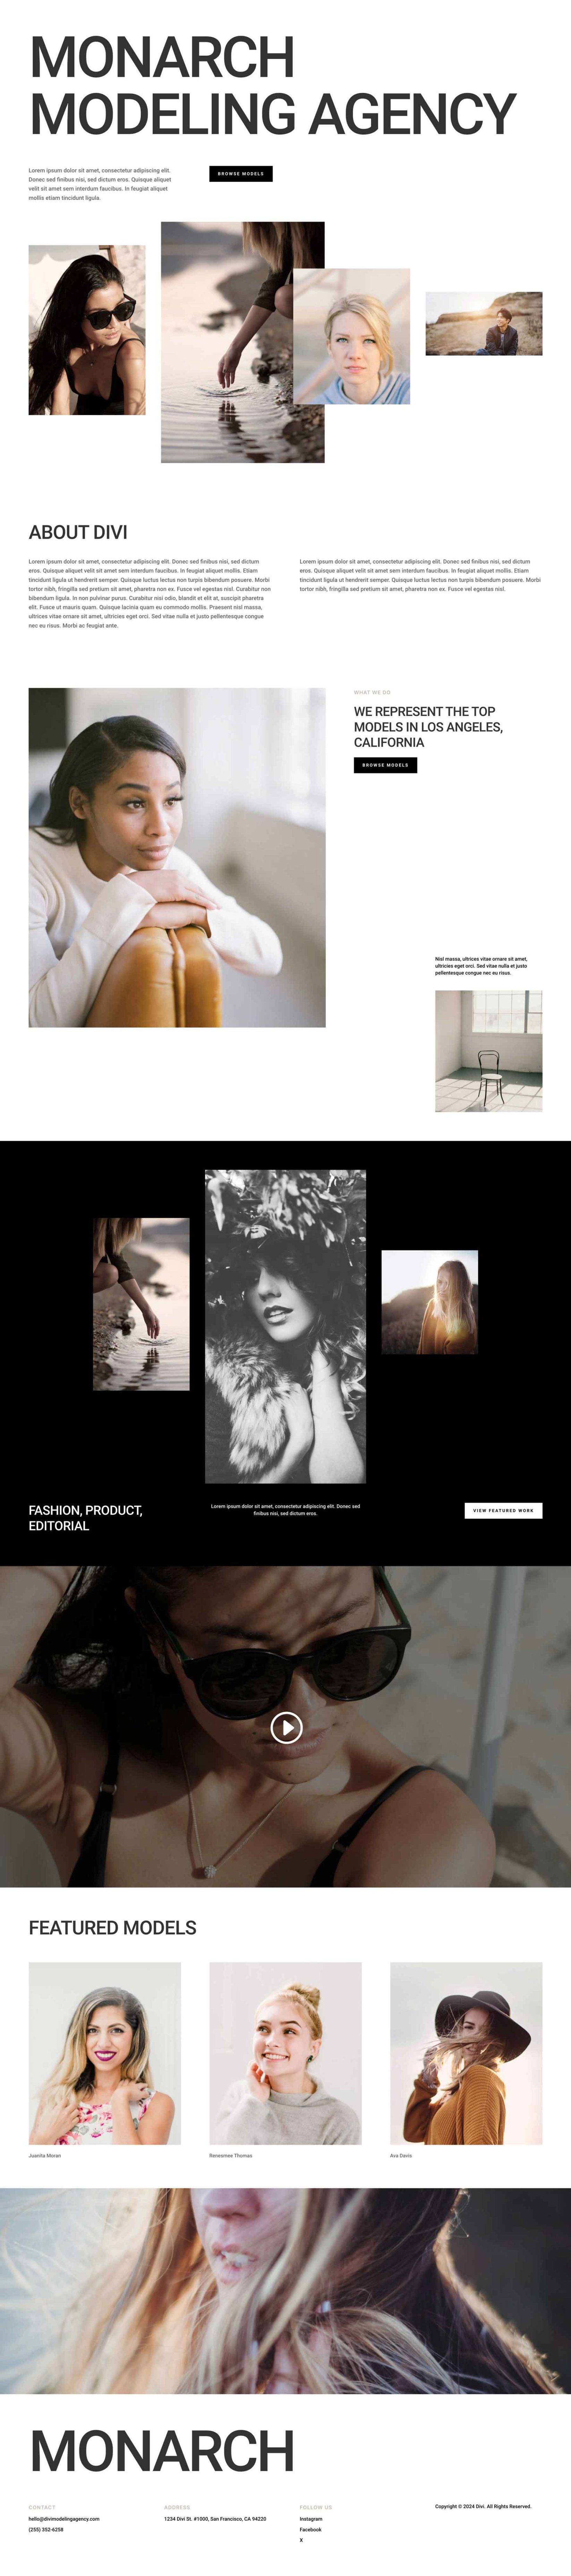 MONARCH
MODELING AGENCY
Lorem ipsum dolor sit amet, consectetur adipiscing elit.
Donec sed finibus nisi, sed dictum eros. Quisque aliquet
velit sit amet sem interdum faucibus. In feugiat aliquet
mollis etiam tincidunt ligula.
BROWSE MODELS
ABOUT DIVI
Lorem ipsum dolor sit amet, consectetur adipiscing elit. Donec sed finibus nisi, sed dictum
eros. Quisque aliquet velit sit amet sem interdum faucibus. In feugiat aliquet mollis. Etiam
tincidunt ligula ut hendrerit semper. Quisque luctus lectus non turpis bibendum posuere. Morbi
tortor nibh, fringilla sed pretium sit amet, pharetra non ex. Fusce vel egestas nisl. Curabitur non
bibendum ligula. In non pulvinar purus. Curabitur nisi odio, blandit et elit at, suscipit pharetra
elit. Fusce ut mauris quam. Quisque lacinia quam eu commodo mollis. Praesent nisl massa,
ultrices vitae ornare sit amet, ultricies eget orci. Sed vitae nulla et justo pellentesque congue
nec eu risus. Morbi ac feugiat ante.
Lorem ipsum dolor sit amet, consectetur adipiscing elit. Donec sed finibus nisi, sed dictum
eros. Quisque aliquet velit sit amet sem interdum faucibus. In feugiat aliquet mollis. Etiam
tincidunt ligula ut hendrerit semper. Quisque luctus lectus non turpis bibendum posuere. Morbi
tortor nibh, fringilla sed pretium sit amet, pharetra non ex. Fusce vel egestas nisl.
WHAT WE DO
WE REPRESENT THE TOP
MODELS IN LOS ANGELES,
CALIFORNIA
BROWSE MODELS
Nisl massa, ultrices vitae ornare sit amet,
ultricies eget orci. Sed vitae nulla et justo
pellentesque congue nec eu risus.
FASHION, PRODUCT,
EDITORIAL
Lorem ipsum dolor sit amet, consectetur adipiscing elit. Donec sed
finibus nisi, sed dictum eros.
VIEW FEATURED WORK
FEATURED MODELS
Juanita Moran
Renesmee Thomas
Ava Davis
MONARCH
CONTACT
hello@divimodelingagency.com
(255) 352-6258
ADDRESS
1234 Divi St. #1000, San Francisco, CA 94220
FOLLOW US
Instagram
Facebook
X
Copyright © 2024 Divi. All Rights Reserved.